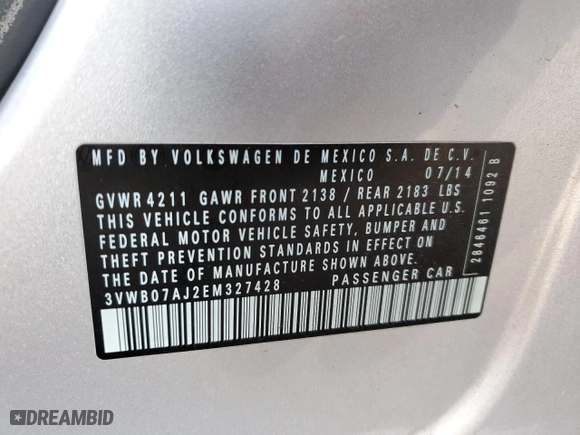 MFD BY VOLKSWAGEN DE MEXICO S.A. DE C.V.
MEXICO 07/14
GVWR 4211 GAWR FRONT 2138 / REAR 2183 LBS
THIS VEHICLE CONFORMS TO ALL APPLICABLE U.S.
FEDERAL MOTOR VEHICLE SAFETY, BUMPER AND
THEFT PREVENTION STANDARDS IN EFFECT ON
THE DATE OF MANUFACTURE SHOWN ABOVE.
3VWB07AJ2EM327428 PASSENGER CAR
2846461 1092 B
DREAMBID